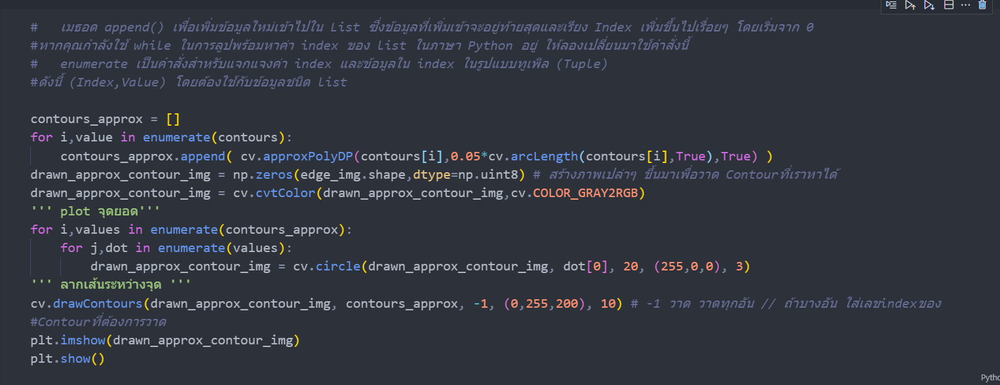 #   เมธอด append() เพื่อเพิ่มข้อมูลใหม่เข้าไปใน List ซึ่งข้อมูลที่เพิ่มเข้าจะอยู่ท้ายสุดและเรียง Index เพิ่มขึ้นไปเรื่อยๆ โดยเริ่มจาก 0
#หากคุณกำลังใช้ while ในการลูปพร้อมหาค่า index ของ list ในภาษา Python อยู่ ให้ลองเปลี่ยนมาใช้คำสั่งนี้
#   enumerate เป็นคำสั่งสำหรับแจกแจงค่า index และข้อมูลใน index ในรูปแบบทูเพิล (Tuple)
#ดังนี้ (Index,Value) โดยต้องใช้กับข้อมูลชนิด list
contours_approx = []
for i,value in enumerate(contours):
    contours_approx.append( cv.approxPolyDP(contours[i],0.05*cv.arcLength(contours[i],True),True) )
drawn_approx_contour_img = np.zeros(edge_img.shape,dtype=np.uint8) # สร้างภาพเปล่าๆ ขึ้นมาเพื่อวาด Contourที่เราหาได้
drawn_approx_contour_img = cv.cvtColor(drawn_approx_contour_img,cv.COLOR_GRAY2RGB)
''' plot จุดยอด'''
for i,values in enumerate(contours_approx):
    for j,dot in enumerate(values):
        drawn_approx_contour_img = cv.circle(drawn_approx_contour_img, dot[0], 20, (255,0,0), 3)
''' ลากเส้นระหว่างจุด '''
cv.drawContours(drawn_approx_contour_img, contours_approx, -1, (0,255,200), 10) # -1 วาด วาดทุกอัน // ถ้าบางอัน ใส่เลขindexของ
#Contourที่ต้องการวาด
plt.imshow(drawn_approx_contour_img)
plt.show()